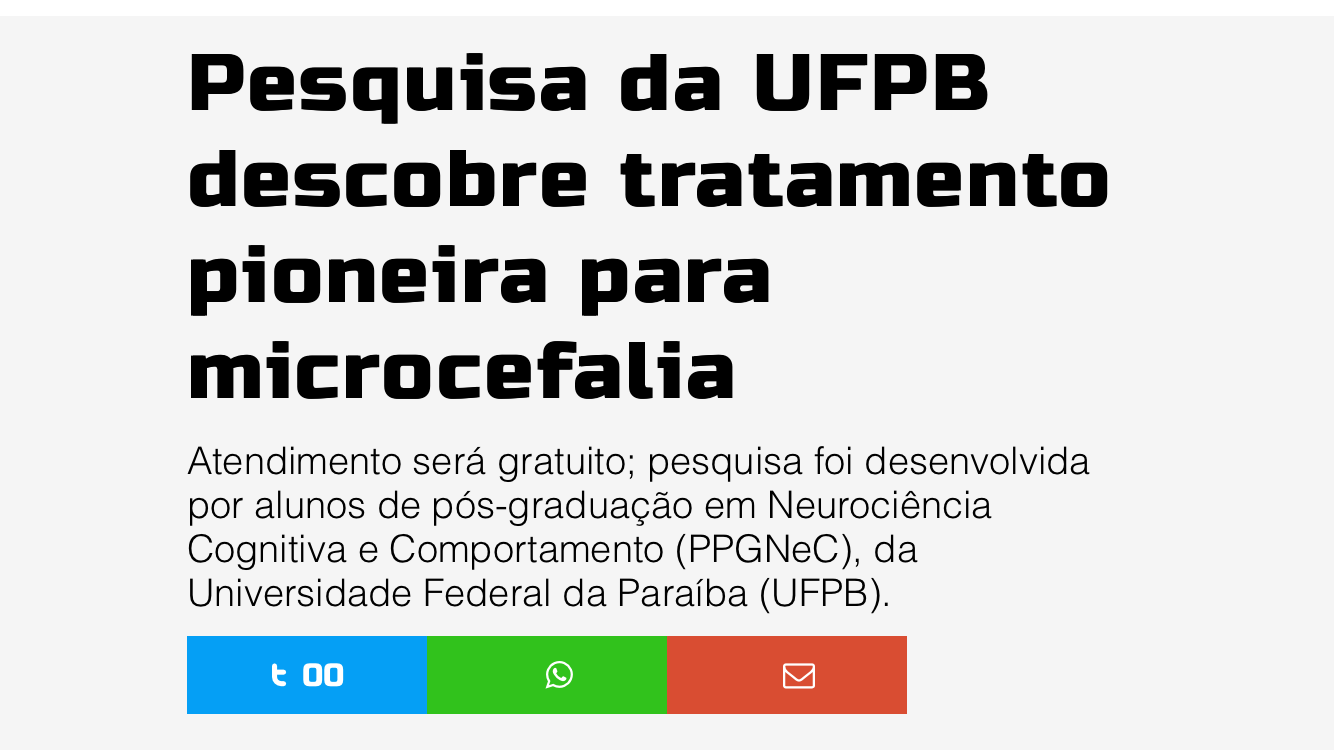 Pesquisa da UFPB
descobre tratamento
pioneira para
microcefalia
Atendimento será gratuito; pesquisa foi desenvolvida
por alunos de pós-graduação em Neurociência
Cognitiva e Comportamento (PPGNeC), da
Universidade Federal da Paraíba (UFPB).
00